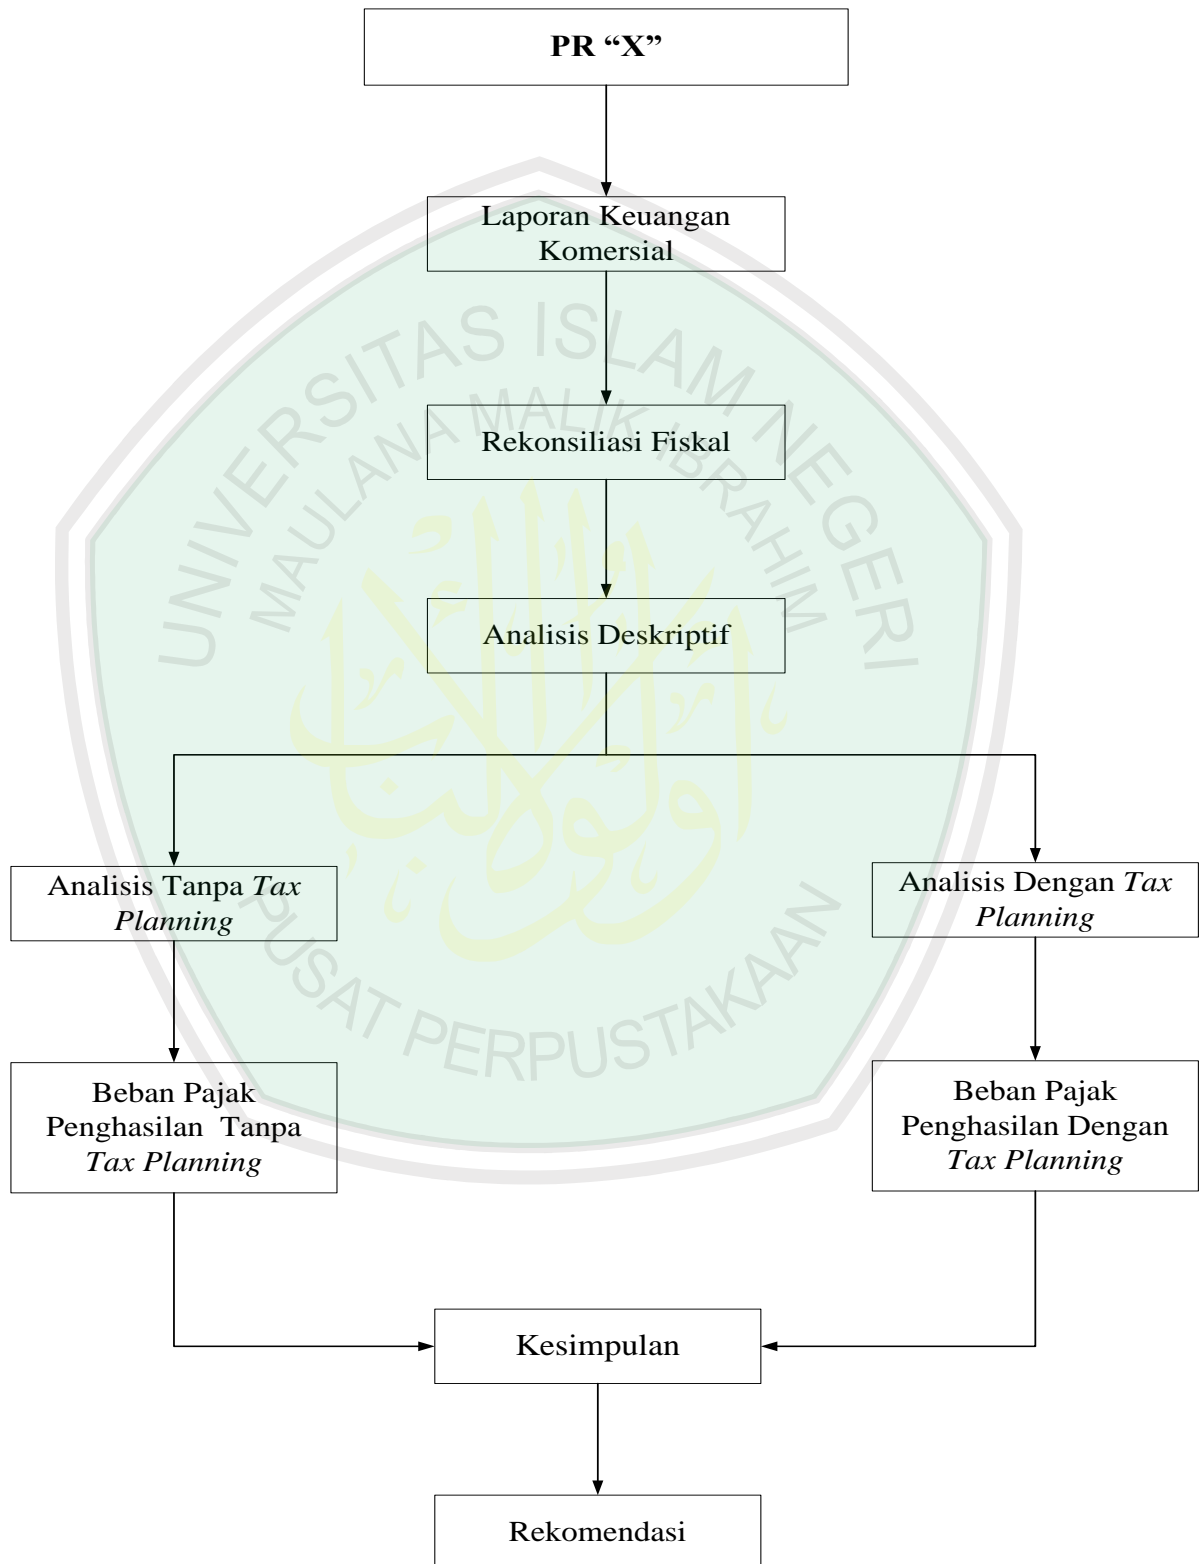 PR “X”
Laporan Keuangan
Komersial
UNIVERSITAS ISLAM NEGERI
MAULANA MALIK IBRAHIM
Rekonsiliasi Fiskal
Analisis Deskriptif
Analisis Tanpa Tax
Planning
Analisis Dengan Tax
Planning
PUSAT PERPUSTAKAAN
Beban Pajak
Penghasilan Tanpa
Tax Planning
Beban Pajak
Penghasilan Dengan
Tax Planning
Kesimpulan
Rekomendasi